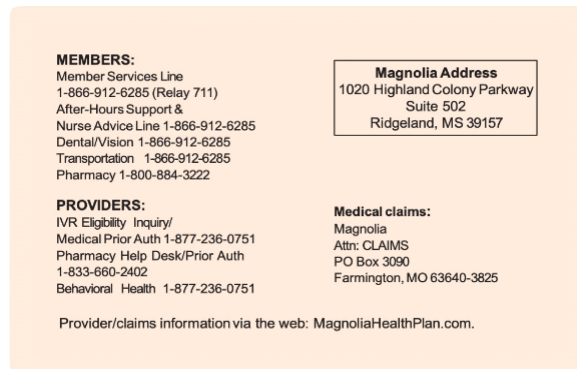 MEMBERS:
Member Services Line
1-866-912-6285 (Relay 711)
After-Hours Support &
Nurse Advice Line 1-866-912-6285
Dental/Vision 1-866-912-6285
Transportation 1-866-912-6285
Pharmacy 1-800-884-3222
Magnolia Address
1020 Highland Colony Parkway
Suite 502
Ridgeland, MS 39157
PROVIDERS:
IVR Eligibility Inquiry/
Medical Prior Auth 1-877-236-0751
Pharmacy Help Desk/Prior Auth
1-833-660-2402
Behavioral Health 1-877-236-0751
Medical claims:
Magnolia
Attn: CLAIMS
PO Box 3090
Farmington, MO 63640-3825
Provider/claims information via the web: MagnoliaHealthPlan.com.